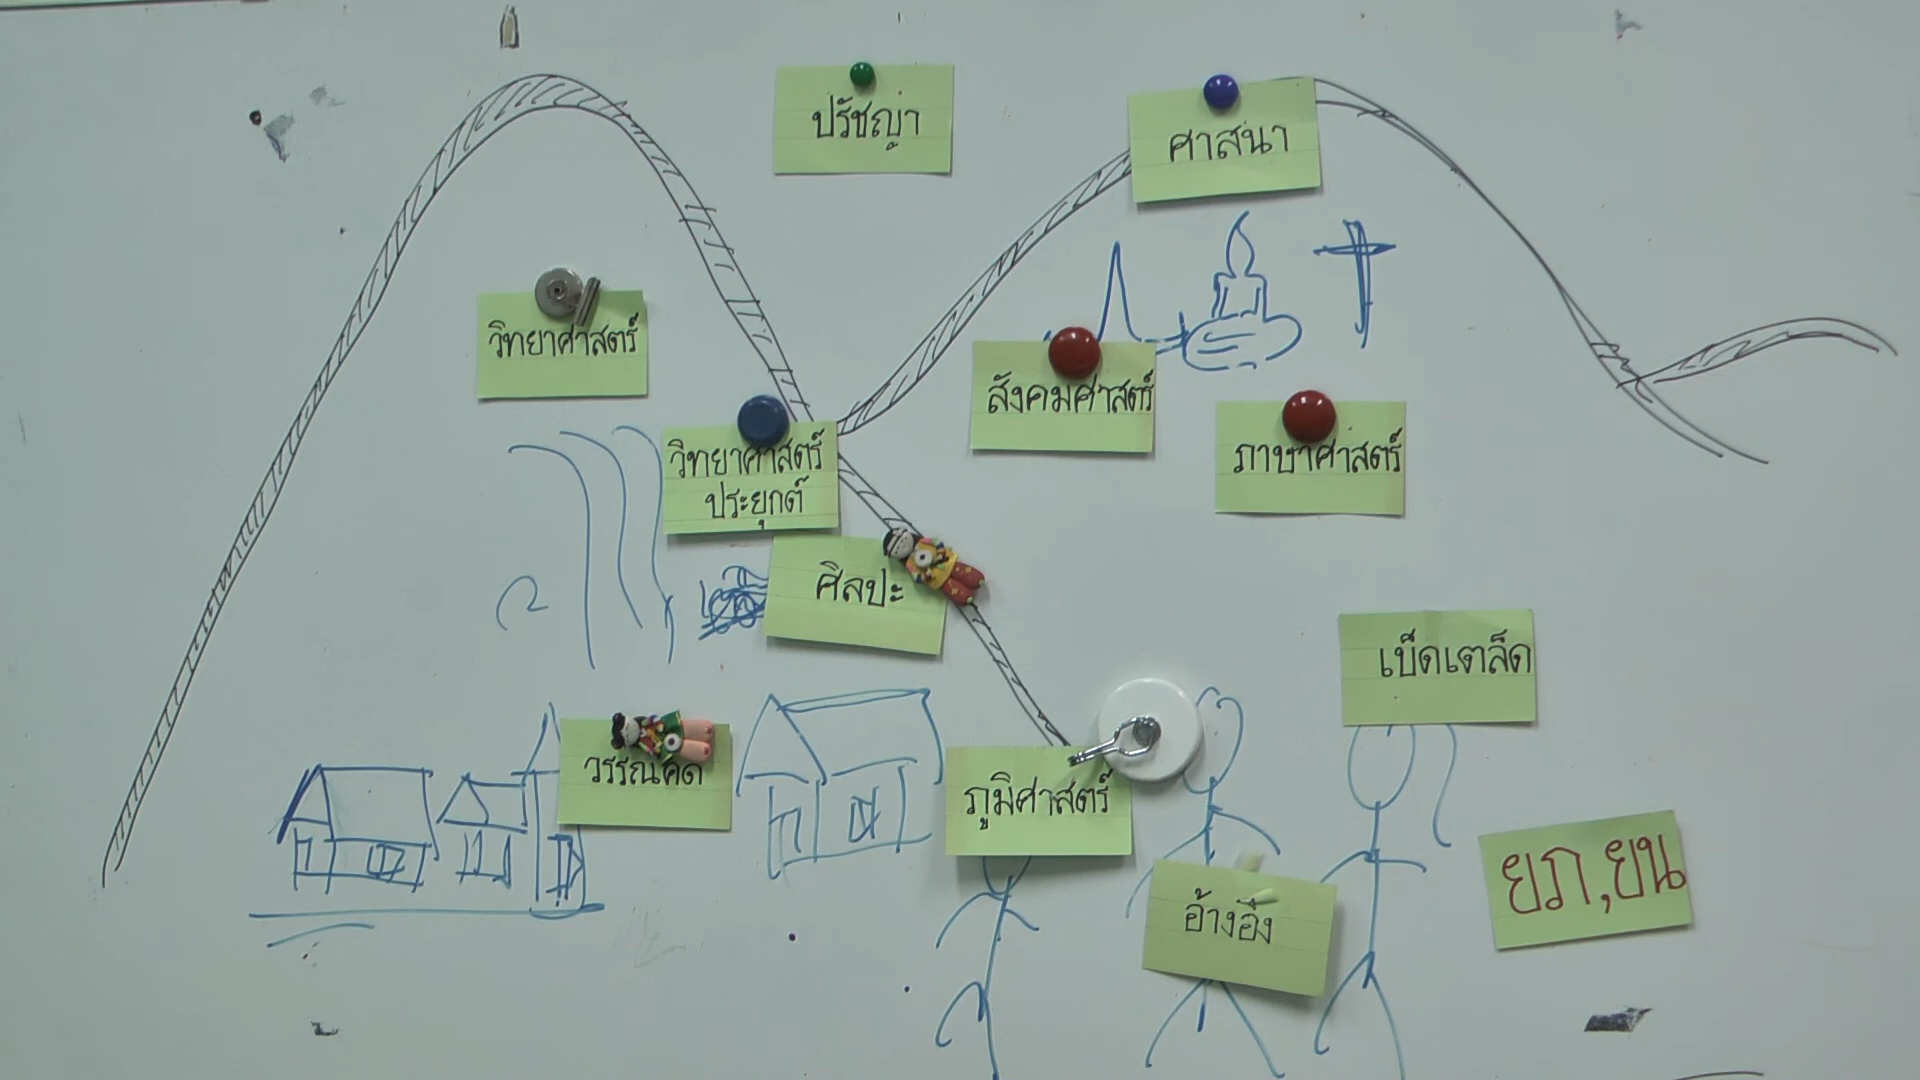 ปรัชญา
ศาสนา
วิทยาศาสตร์
สังคมศาสตร์
วิทยาศาสตร์
ประยุกต์
ภาษาศาสตร์
ศิลปะ
เบ็ดเตล็ด
วรรณคดี
ภูมิศาสตร์
อ้างอิง
ยภ,ยน